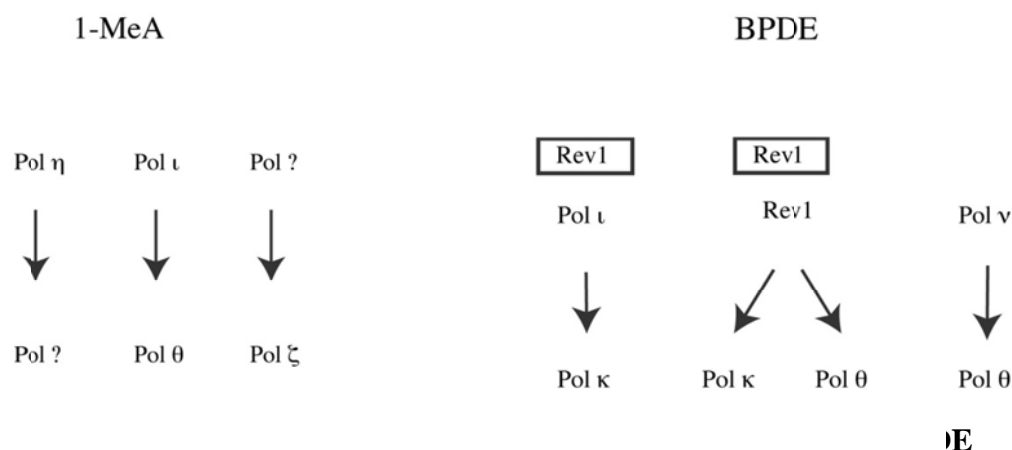 1-MeA BPDE
Rev1 Rev1
Pol η Pol ι Pol ?
Pol ι Rev1 Pol ν
Pol ? Pol θ Pol ζ
Pol κ Pol κ Pol θ Pol θ